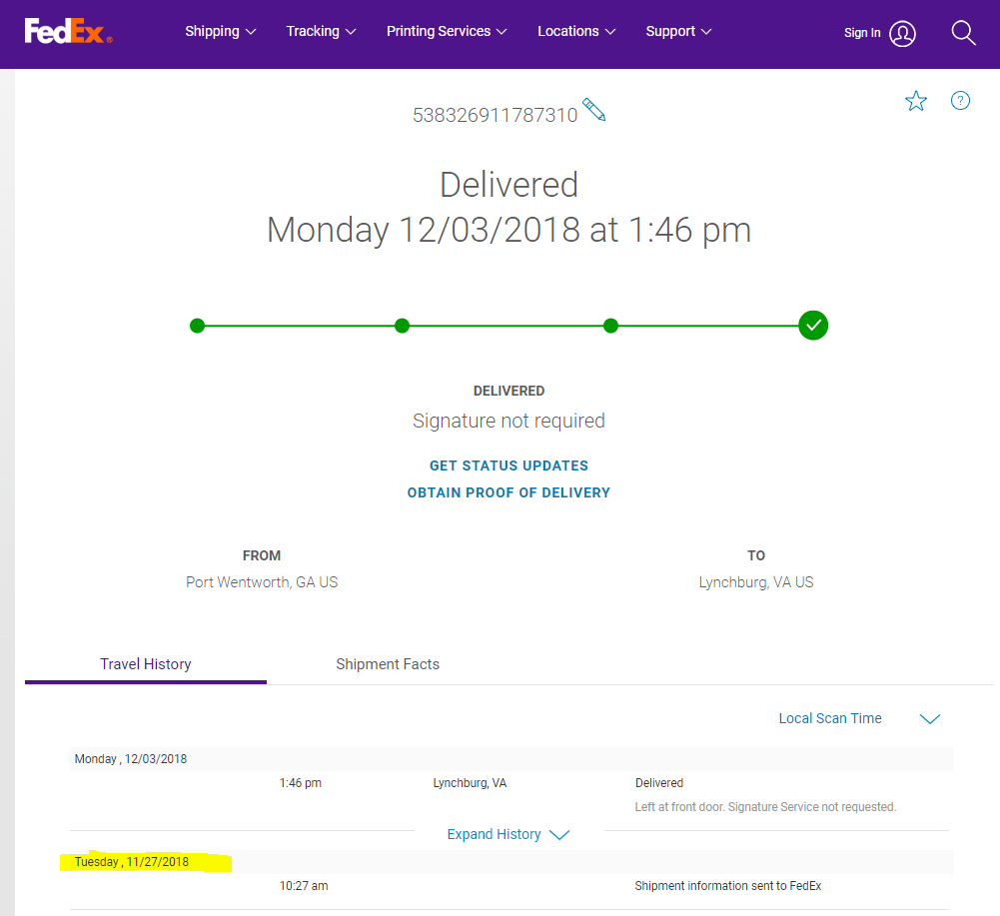 FedEx®
Shipping Tracking Printing Services Locations Support Sign In
538326911787310
?
Delivered
Monday 12/03/2018 at 1:46 pm
DELIVERED
Signature not required
GET STATUS UPDATES
OBTAIN PROOF OF DELIVERY
FROM
Port Wentworth, GA US
TO
Lynchburg, VA US
Travel History Shipment Facts
Local Scan Time
Monday , 12/03/2018
1:46 pm Lynchburg, VA Delivered
Left at front door. Signature Service not requested.
Expand History
Tuesday , 11/27/2018
10:27 am Shipment information sent to FedEx